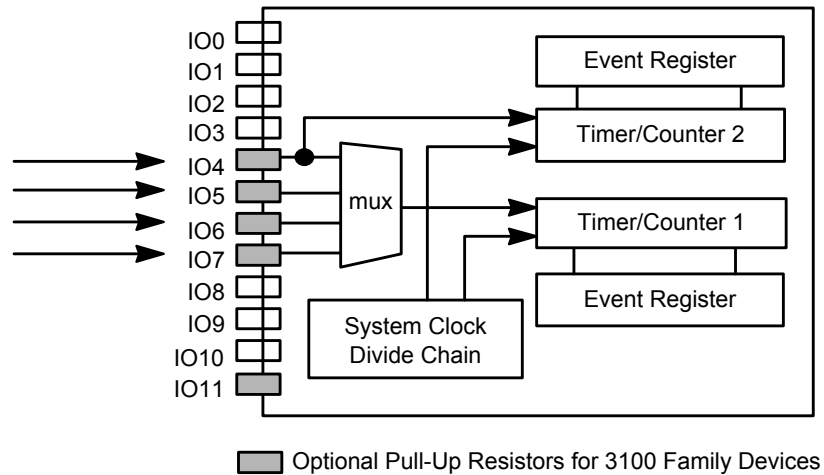 IO0
IO1
IO2
IO3
IO4
IO5
IO6
IO7
IO8
IO9
IO10
IO11
mux
Event Register
Timer/Counter 2
Timer/Counter 1
Event Register
System Clock
Divide Chain
Optional Pull-Up Resistors for 3100 Family Devices